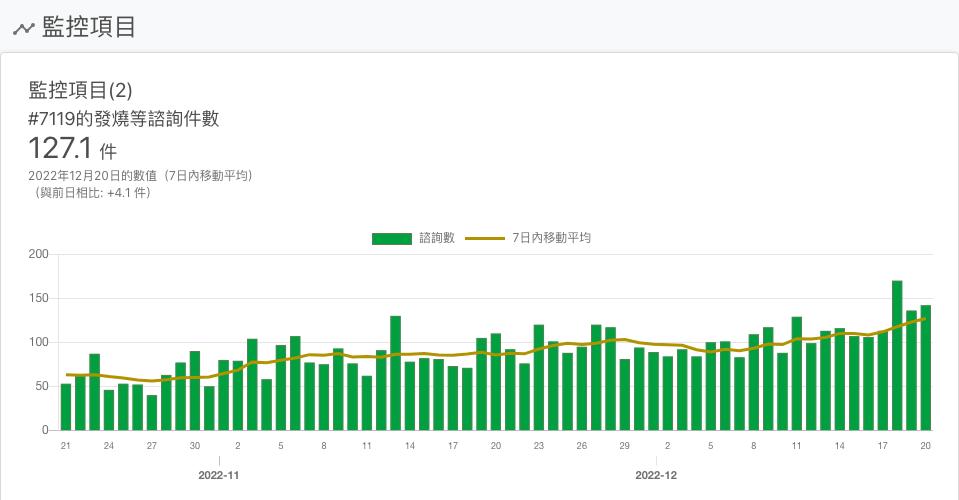 監控項目
監控項目(2)
#7119的發燒等諮詢件數
127.1 件
2022年12月20日的數值（7日內移動平均）
（與前日相比: +4.1 件）
諮詢數 7日內移動平均
200
150
100
50
0
21 24 27 30 2 5 8 11 14 17 20 23 26 29 2 5 8 11 14 17 20
2022-11 2022-12